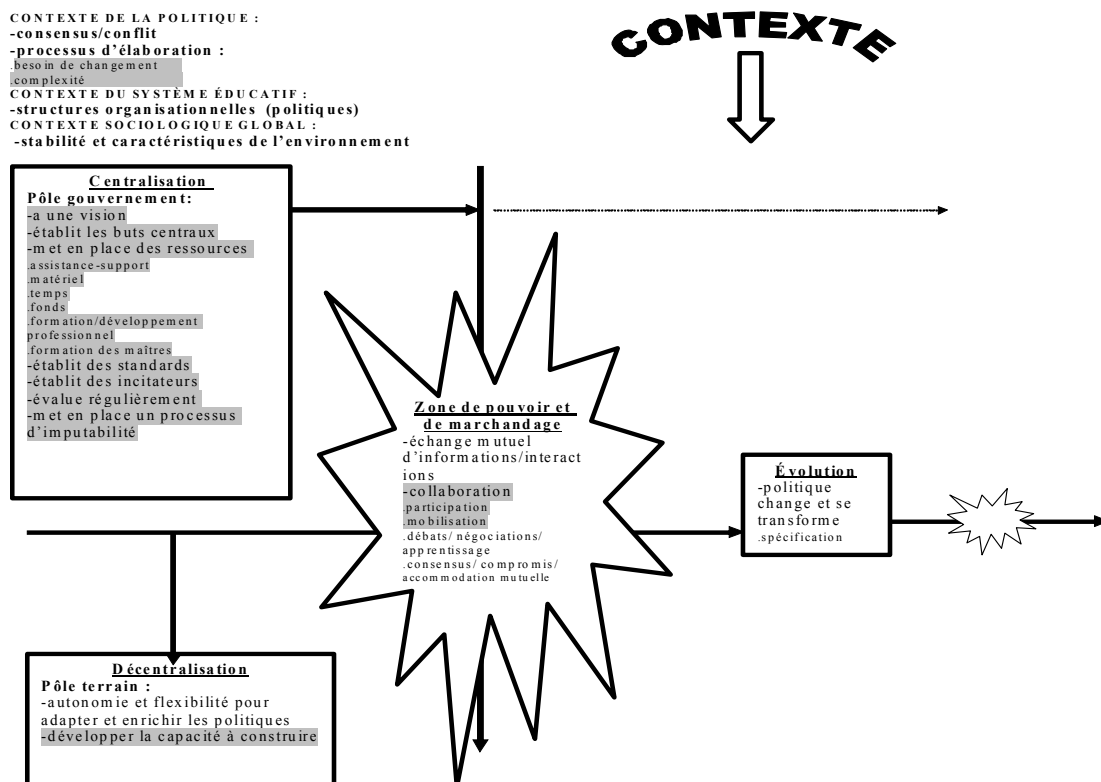 CONTEXTE DE LA POLITIQUE :
-consensus/conflit
-processus d'élaboration :
.besoin de changement
.complexité
CONTEXTE DU SYSTÈME ÉDUCATIF :
-structures organisationnelles (politiques)
CONTEXTE SOCIOLOGIQUE GLOBAL :
-stabilité et caractéristiques de l'environnement
CONTEXTE
Centralisation
Pôle gouvernement:
-a une vision
-établit les buts centraux
-met en place des ressources
.assistance-support
.matériel
.temps
.fonds
.formation/développement
professionnel
.formation des maîtres
-établit des standards
-établit des incitateurs
-évalue régulièrement
-met en place un processus
d'imputabilité
Zone de pouvoir et
de marchandage
-échange mutuel
d'informations/interact
ions
-collaboration
.participation
.mobilisation
.débats/ négociations/
apprentissage
.consensus/ compromis/
accommodation mutuelle
Évolution
-politique
change et se
transforme
.spécification
Décentralisation
Pôle terrain :
-autonomie et flexibilité pour
adapter et enrichir les politiques
-développer la capacité à construire